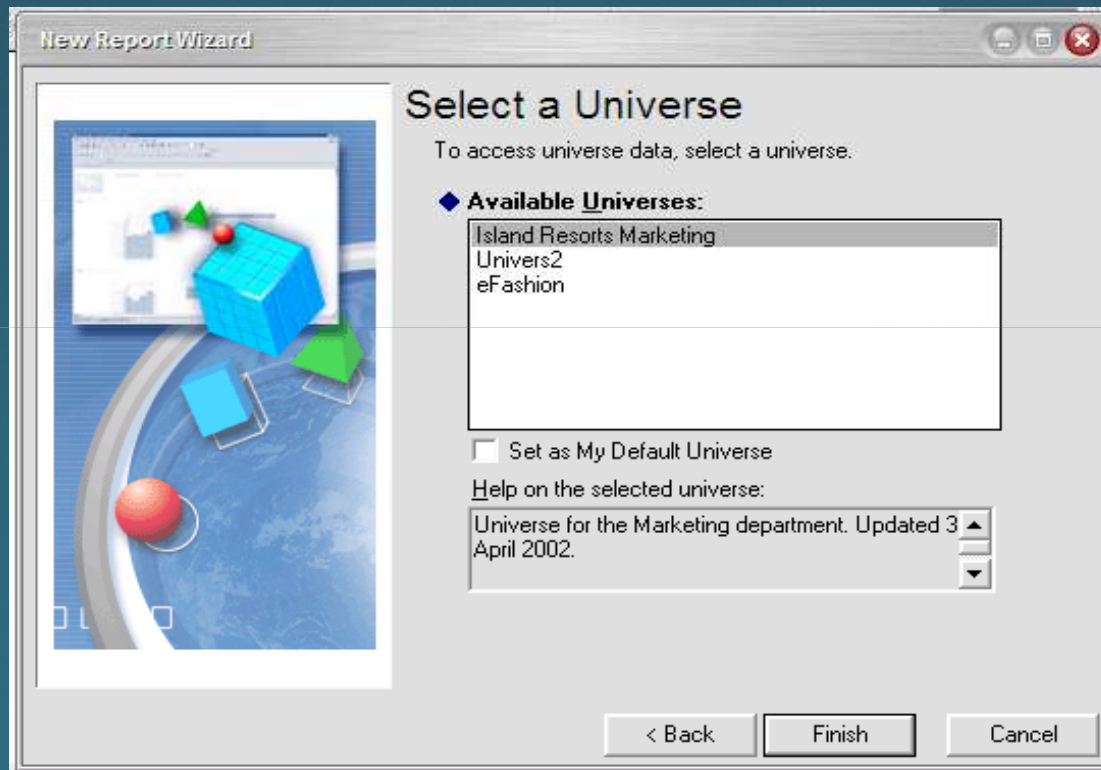 New Report Wizard
Select a Universe
To access universe data, select a universe.
Available Universes:
Island Resorts Marketing
Univers2
eFashion
Set as My Default Universe
Help on the selected universe:
Universe for the Marketing department. Updated 3
April 2002.
< Back
Finish
Cancel